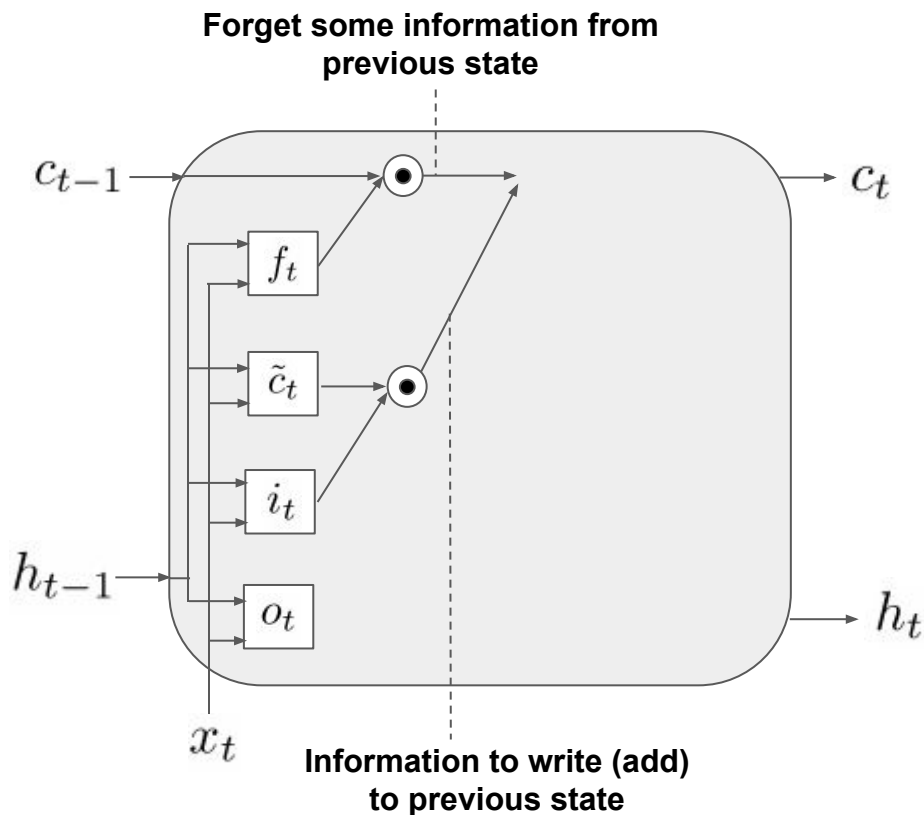 Forget some information from
previous state
c_{t-1}
c_t
f_t
\tilde{c}_t
i_t
h_{t-1}
o_t
h_t
x_t
Information to write (add)
to previous state